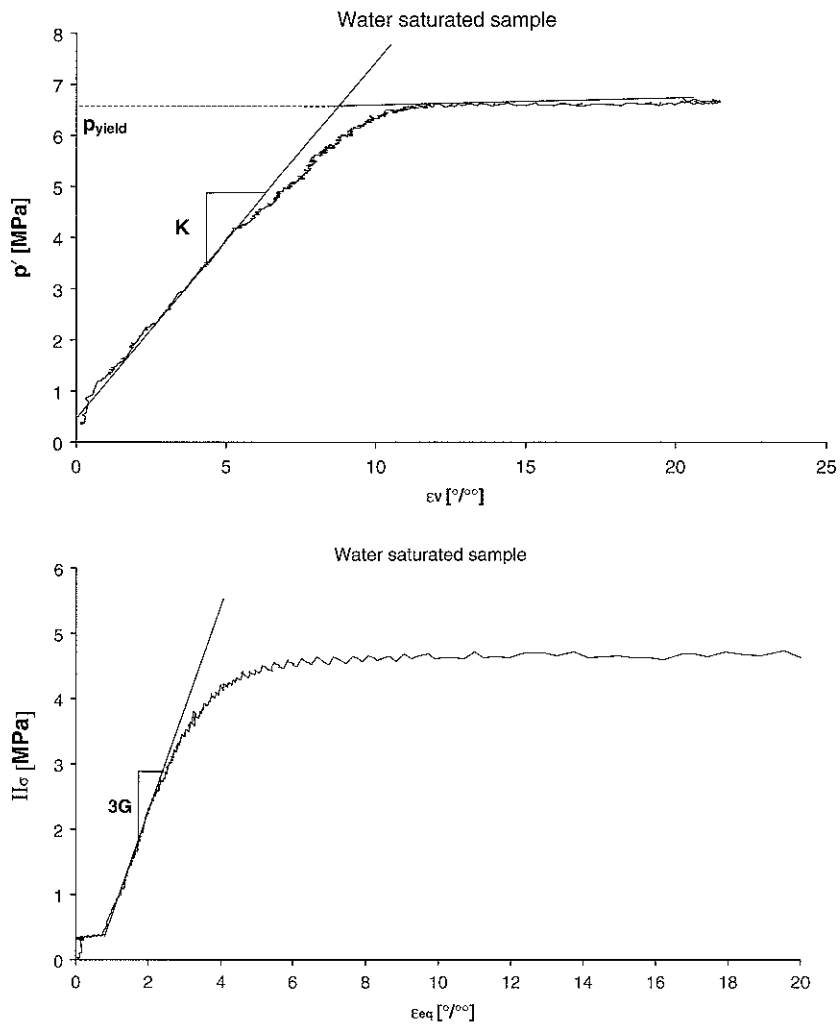 Water saturated sample
8
7
6
5
4
3
2
1
0
p yield
K
p' [MPa]
0 5 10 15 20 25
εv [°/°°]
Water saturated sample
6
5
4
3
2
1
0
3G
IIσ [MPa]
0 2 4 6 8 10 12 14 16 18 20
εeq [°/°°]